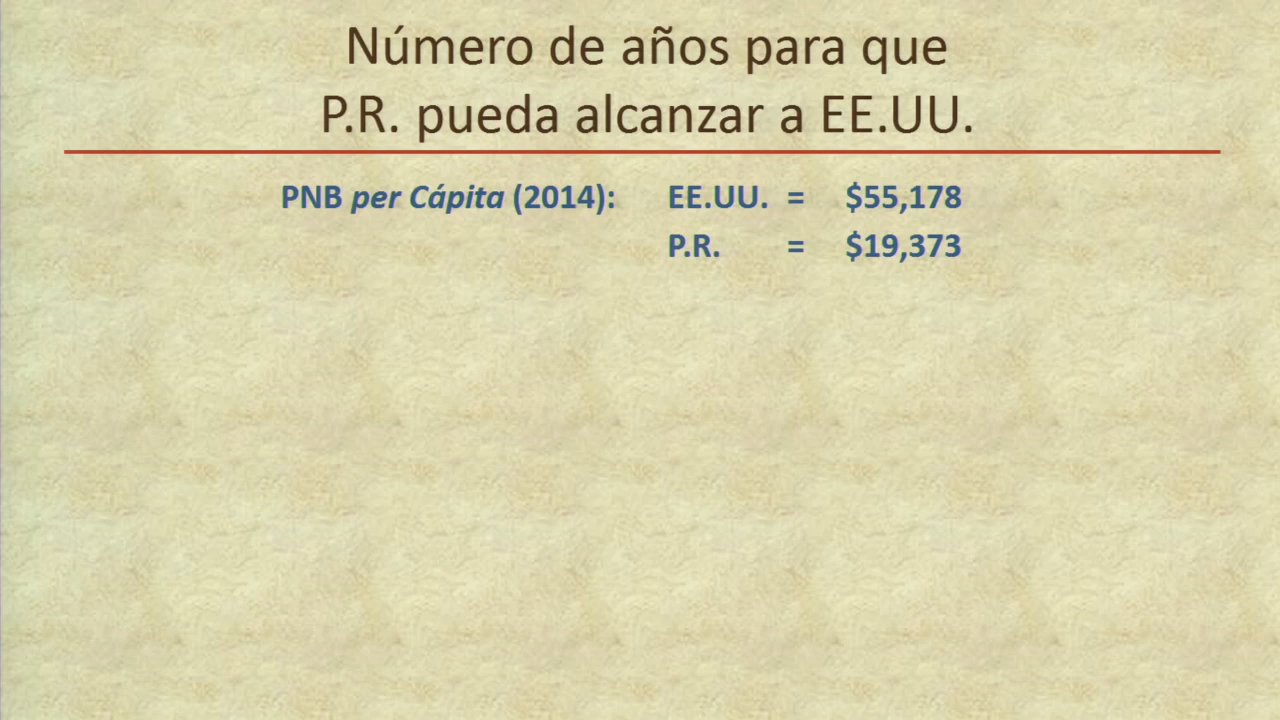 Número de años para que
P.R. pueda alcanzar a EE.UU.
PNB per Cápita (2014): EE.UU. = $55,178
P.R. = $19,373